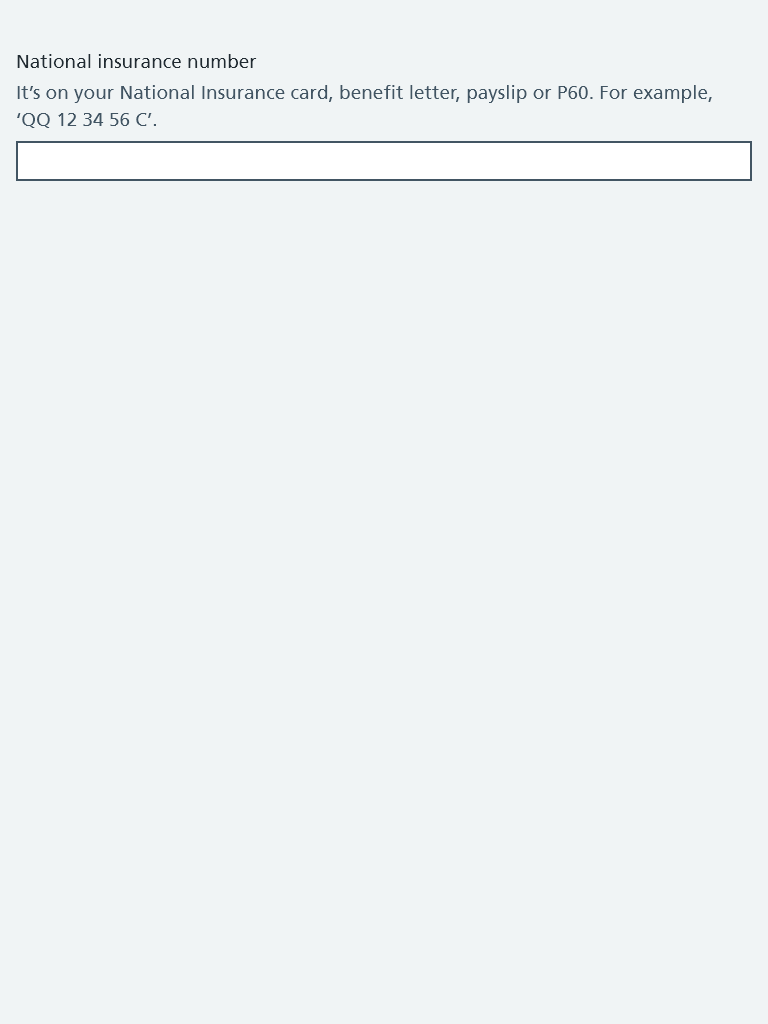 National insurance number
It’s on your National Insurance card, benefit letter, payslip or P60. For example,
‘QQ 12 34 56 C’.